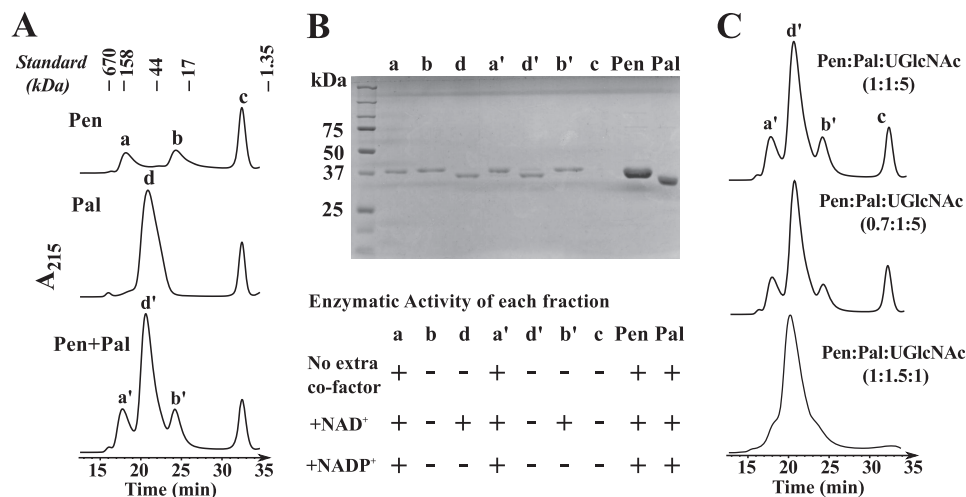 A
Standard
(kDa)
670
158
44
17
1.35
Pen
a
b
c
Pal
d
A215
Pen+Pal
a'
d'
b'
15 20 25 30 35
Time (min)
B
a b d a' d' b' c Pen Pal
kDa
75
50
37
25
Enzymatic Activity of each fraction
a b d a' d' b' c Pen Pal
No extra
co-factor + - - + - - - + +
+NAD+ + - + + - + - + +
+NADP+ + - - + - - - + +
C
d'
Pen:Pal:UGlcNAc
(1:1:5)
a'
b'
c
Pen:Pal:UGlcNAc
(0.7:1:5)
Pen:Pal:UGlcNAc
(1:1.5:1)
15 20 25 30 35
Time (min)